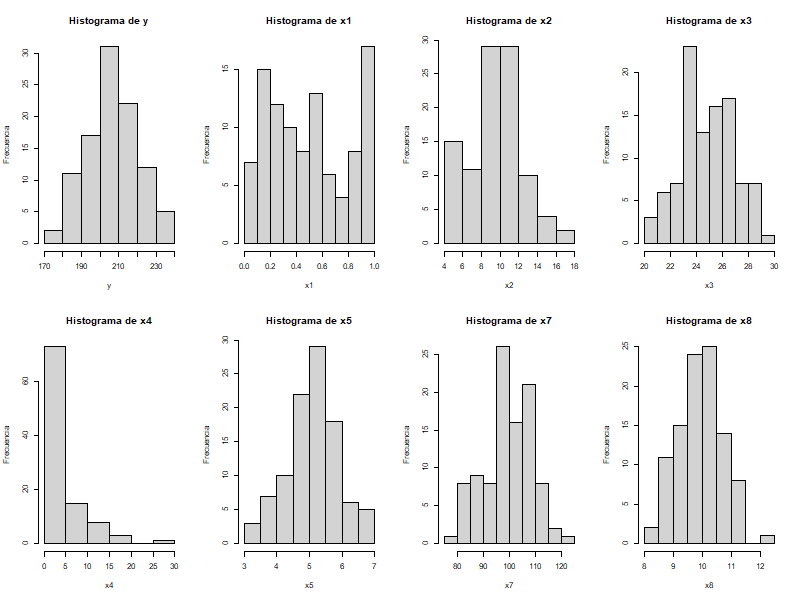 Histograma de y
Frecuencia
0 5 10 15 20 25 30
170 190 210 230
y
Histograma de x1
Frecuencia
0 5 10 15
0.0 0.2 0.4 0.6 0.8 1.0
x1
Histograma de x2
Frecuencia
0 5 10 15 20 25 30
4 6 8 10 12 14 16 18
x2
Histograma de x3
Frecuencia
0 5 10 15 20
20 22 24 26 28 30
x3
Histograma de x4
Frecuencia
0 20 40 60
0 5 10 15 20 25 30
x4
Histograma de x5
Frecuencia
0 5 10 15 20 25 30
3 4 5 6 7
x5
Histograma de x7
Frecuencia
0 5 10 15 20 25
80 90 100 110 120
x7
Histograma de x8
Frecuencia
0 5 10 15 20 25
8 9 10 11 12
x8